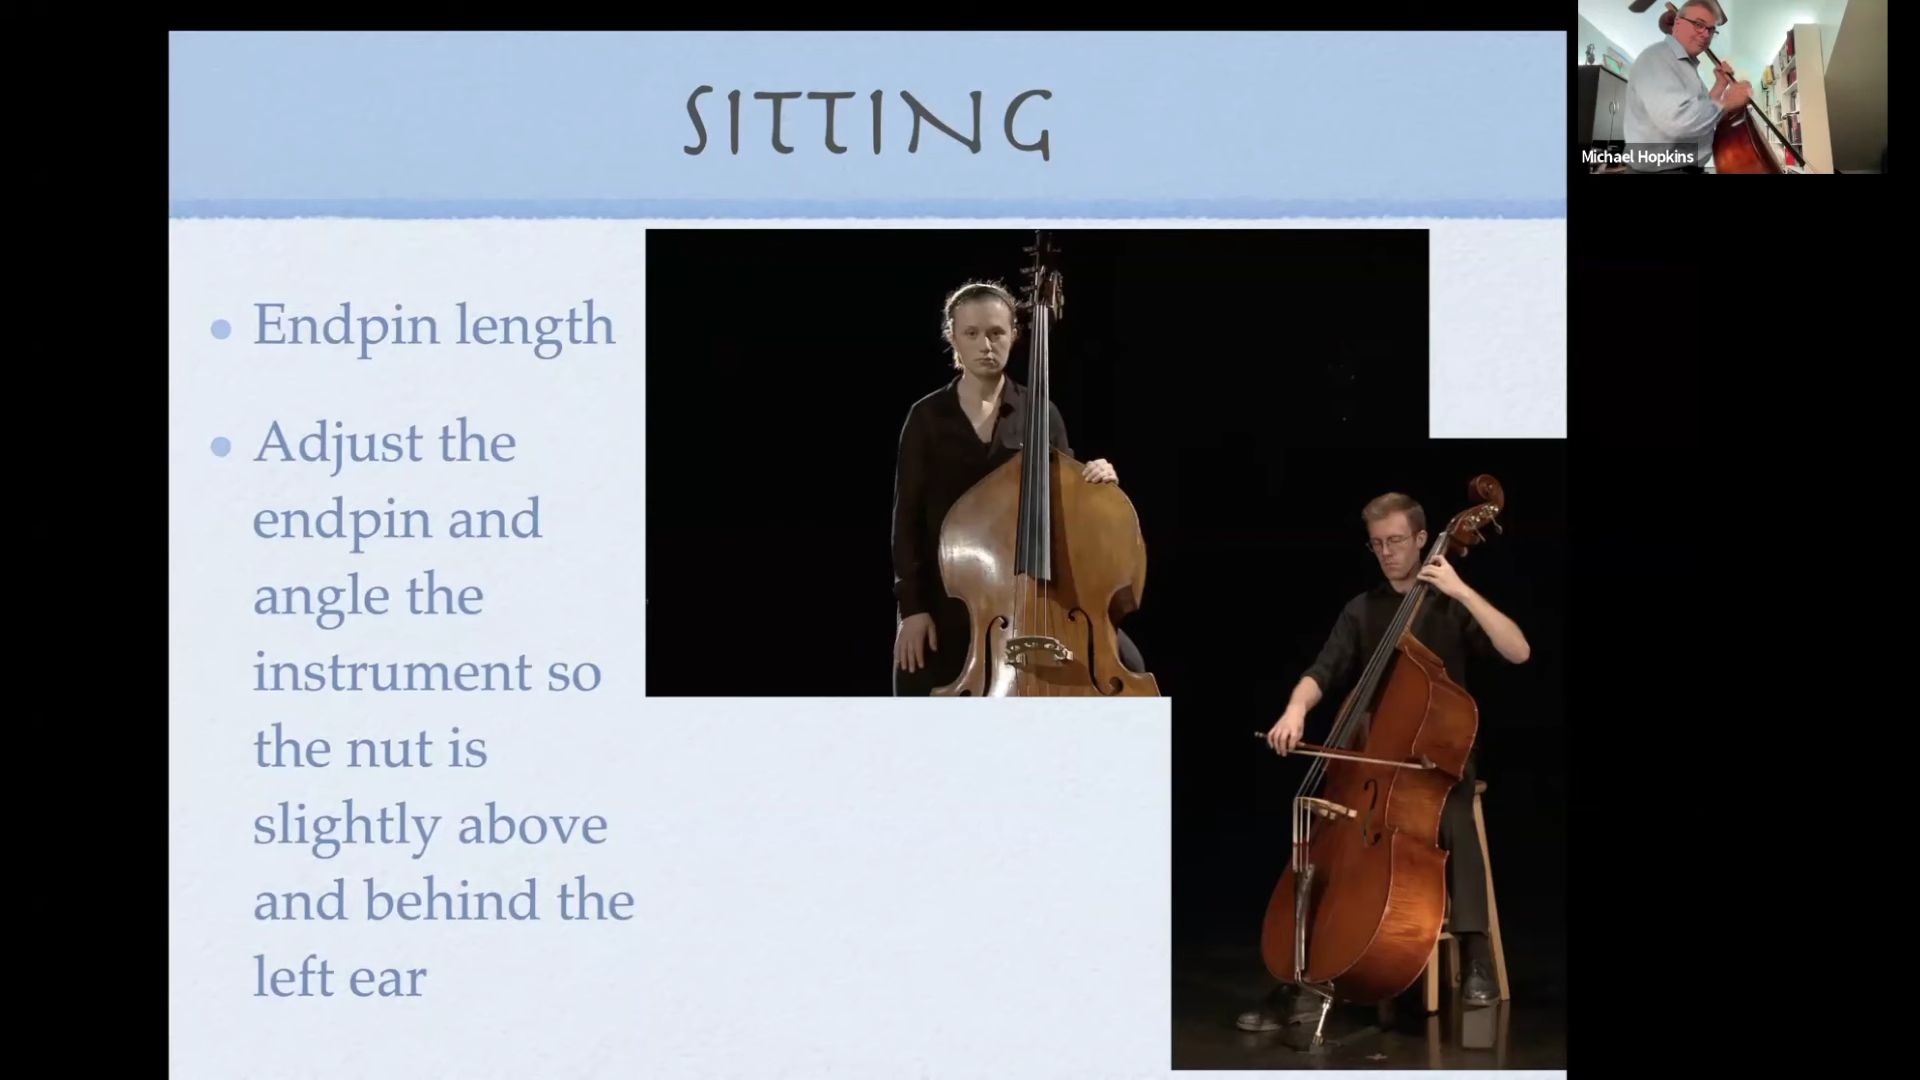 SITTING
Michael Hopkins
Endpin length
Adjust the
endpin and
angle the
instrument so
the nut is
slightly above
and behind the
left ear